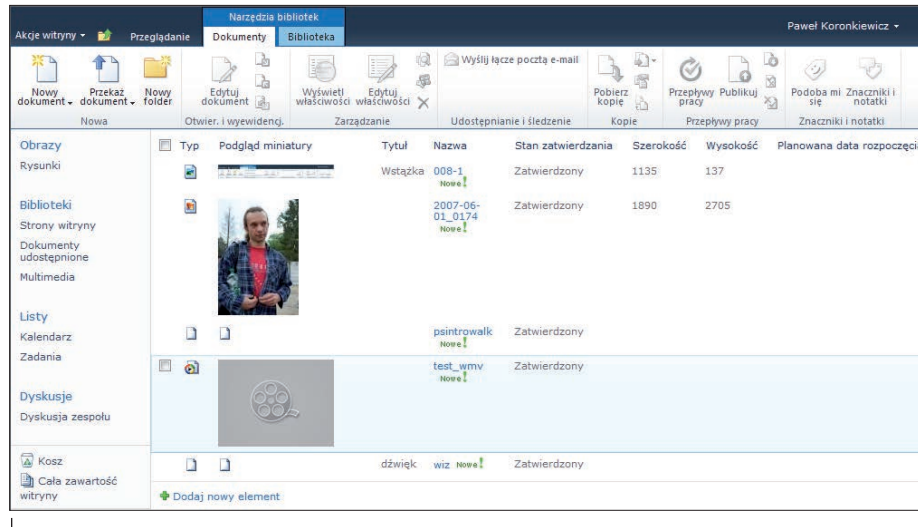 Narzędzia bibliotek
Akcje witryny
Przeglądanie
Dokumenty
Biblioteka
Paweł Koronkiewicz
Nowy dokument
Przekaż dokument
Nowy folder
Edytuj dokument
Wyświetl właściwości
Edytuj właściwości
Wyślij łącze pocztą e-mail
Pobierz kopię
Przepływy pracy
Publikuj
Podoba mi się
Znaczniki i notatki
Nowa
Otwier. i wyewidencj.
Zarządzanie
Udostępnianie i śledzenie
Kopie
Przepływy pracy
Znaczniki i notatki
Obrazy
Rysunki
Biblioteki
Strony witryny
Dokumenty
udostępnione
Multimedia
Listy
Kalendarz
Zadania
Dyskusje
Dyskusja zespołu
Kosz
Cała zawartość
witryny
Typ Podgląd miniatury Tytuł Nazwa Stan zatwierdzania Szerokość Wysokość Planowana data rozpoczęci
Wstążka 008-1 Zatwierdzony 1135 137
Nowe!
2007-06- Zatwierdzony 1890 2705
01_0174
Nowe!
psintrowalk Zatwierdzony
Nowe!
test_wmv Zatwierdzony
Nowe!
dźwięk wiz Nowe! Zatwierdzony
Dodaj nowy element